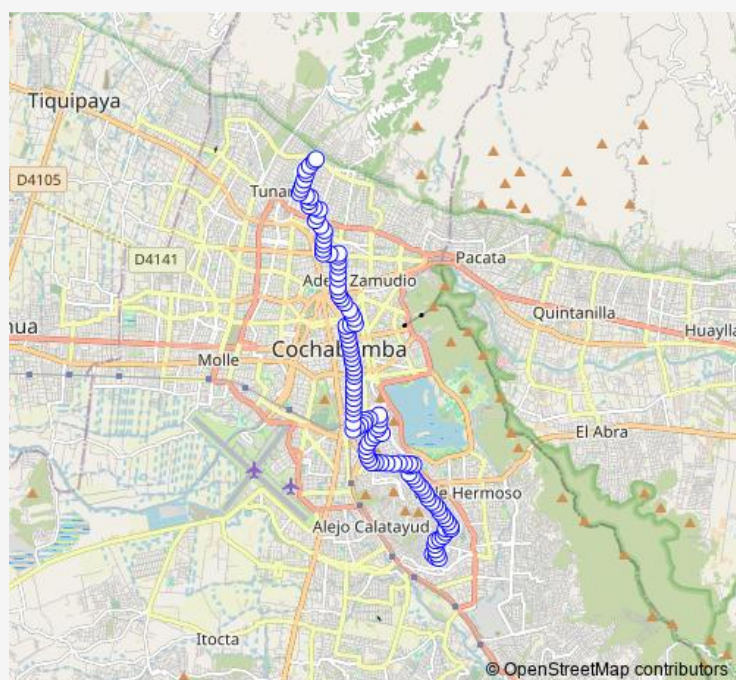 Tiquipaya
D4105
Tunari
D4141
Pacata
Adela Zamudio
Quintanilla
Huaylla
hua
Molle
Cochabamba
El Abra
lle Hermoso
Alejo Calatayud
Itocta
© OpenStreetMap contributors